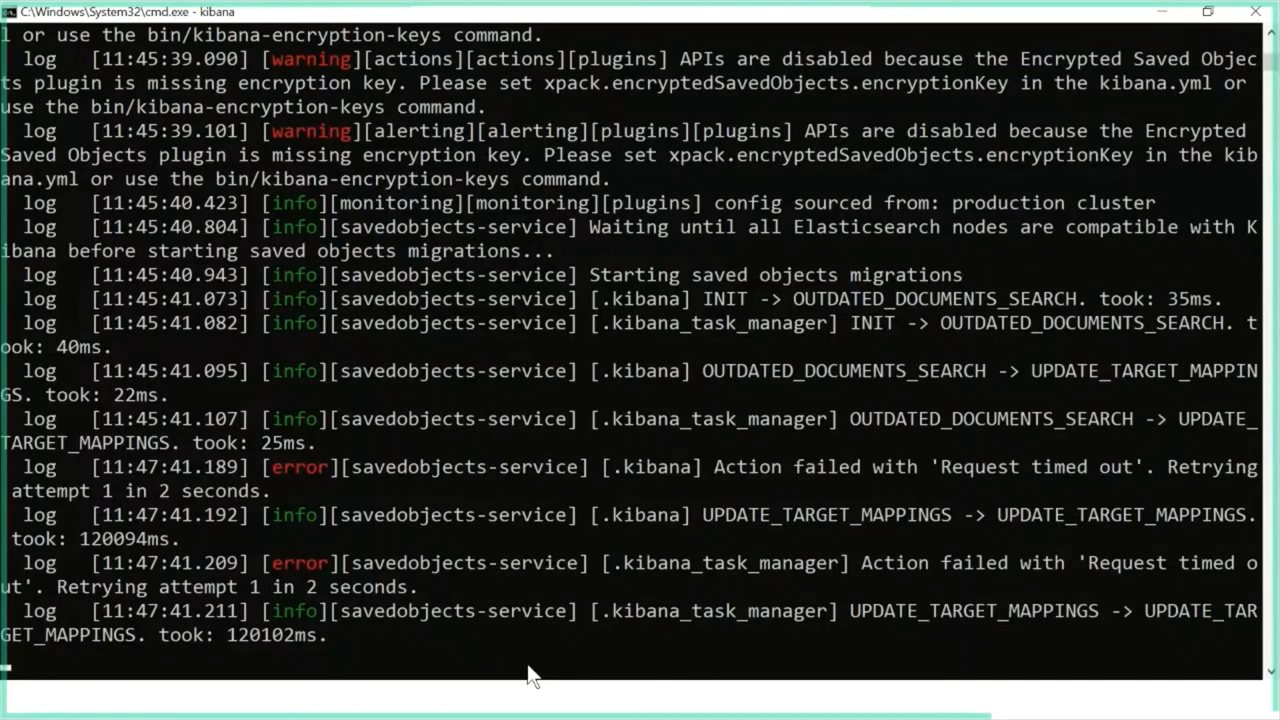 C:\Windows\System32\cmd.exe - kibana
l or use the bin/kibana-encryption-keys command.
log [11:45:39.090] [warning][actions][actions][plugins] APIs are disabled because the Encrypted Saved Objec
ts plugin is missing encryption key. Please set xpack.encryptedSavedObjects.encryptionKey in the kibana.yml or
use the bin/kibana-encryption-keys command.
log [11:45:39.101] [warning][alerting][alerting][plugins][plugins] APIs are disabled because the Encrypted
Saved Objects plugin is missing encryption key. Please set xpack.encryptedSavedObjects.encryptionKey in the kib
ana.yml or use the bin/kibana-encryption-keys command.
log [11:45:40.423] [info][monitoring][monitoring][plugins] config sourced from: production cluster
log [11:45:40.804] [info][savedobjects-service] Waiting until all Elasticsearch nodes are compatible with K
ibana before starting saved objects migrations...
log [11:45:40.943] [info][savedobjects-service] Starting saved objects migrations
log [11:45:41.073] [info][savedobjects-service] [.kibana] INIT -> OUTDATED_DOCUMENTS_SEARCH. took: 35ms.
log [11:45:41.082] [info][savedobjects-service] [.kibana_task_manager] INIT -> OUTDATED_DOCUMENTS_SEARCH. t
ook: 40ms.
log [11:45:41.095] [info][savedobjects-service] [.kibana] OUTDATED_DOCUMENTS_SEARCH -> UPDATE_TARGET_MAPPIN
GS. took: 22ms.
log [11:45:41.107] [info][savedobjects-service] [.kibana_task_manager] OUTDATED_DOCUMENTS_SEARCH -> UPDATE_
TARGET_MAPPINGS. took: 25ms.
log [11:47:41.189] [error][savedobjects-service] [.kibana] Action failed with 'Request timed out'. Retrying
attempt 1 in 2 seconds.
log [11:47:41.192] [info][savedobjects-service] [.kibana] UPDATE_TARGET_MAPPINGS -> UPDATE_TARGET_MAPPINGS.
took: 120094ms.
log [11:47:41.209] [error][savedobjects-service] [.kibana_task_manager] Action failed with 'Request timed o
ut'. Retrying attempt 1 in 2 seconds.
log [11:47:41.211] [info][savedobjects-service] [.kibana_task_manager] UPDATE_TARGET_MAPPINGS -> UPDATE_TAR
GET_MAPPINGS. took: 120102ms.